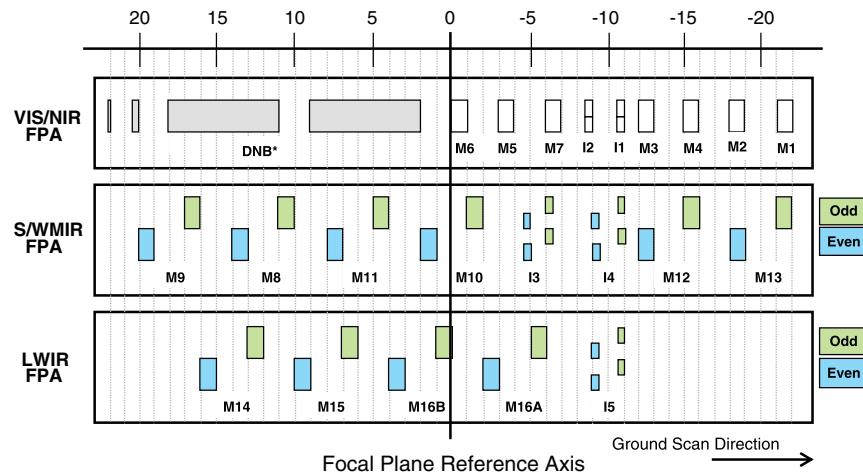 20 15 10 5 0 -5 -10 -15 -20
VIS/NIR
FPA
DNB* M6 M5 M7 I2 I1 M3 M4 M2 M1
S/WMIR
FPA
Odd
Even
M9 M8 M11 M10 I3 I4 M12 M13
LWIR
FPA
Odd
Even
M14 M15 M16B M16A I5
Ground Scan Direction
Focal Plane Reference Axis